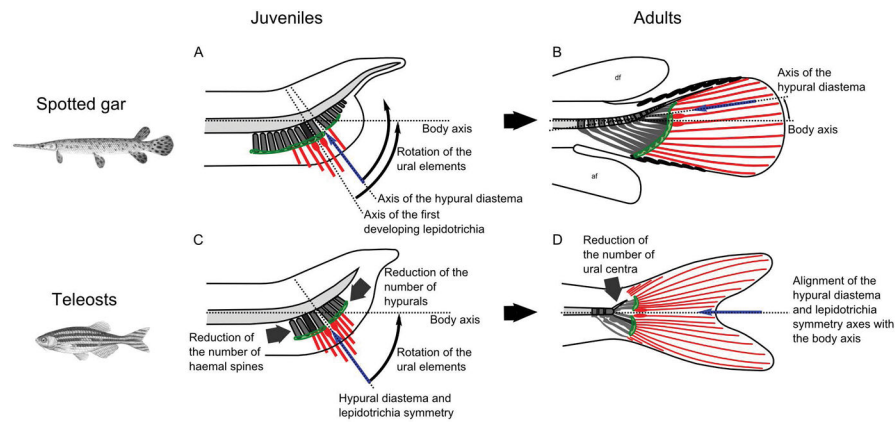 Juveniles
Adults
Spotted gar
A
Body axis
Rotation of the
ural elements
Axis of the hypural diastema
Axis of the first
developing lepidotrichia
B
df
af
Axis of the
hypural diastema
Body axis
Teleosts
C
Reduction of the
number of
hypurals
Body axis
Reduction of
the number of
haemal spines
Rotation of the
ural elements
Hypural diastema and
lepidotrichia symmetry
D
Reduction of the
number of
ural centra
Alignment of the
hypural diastema
and lepidotrichia
symmetry axes with
the body axis